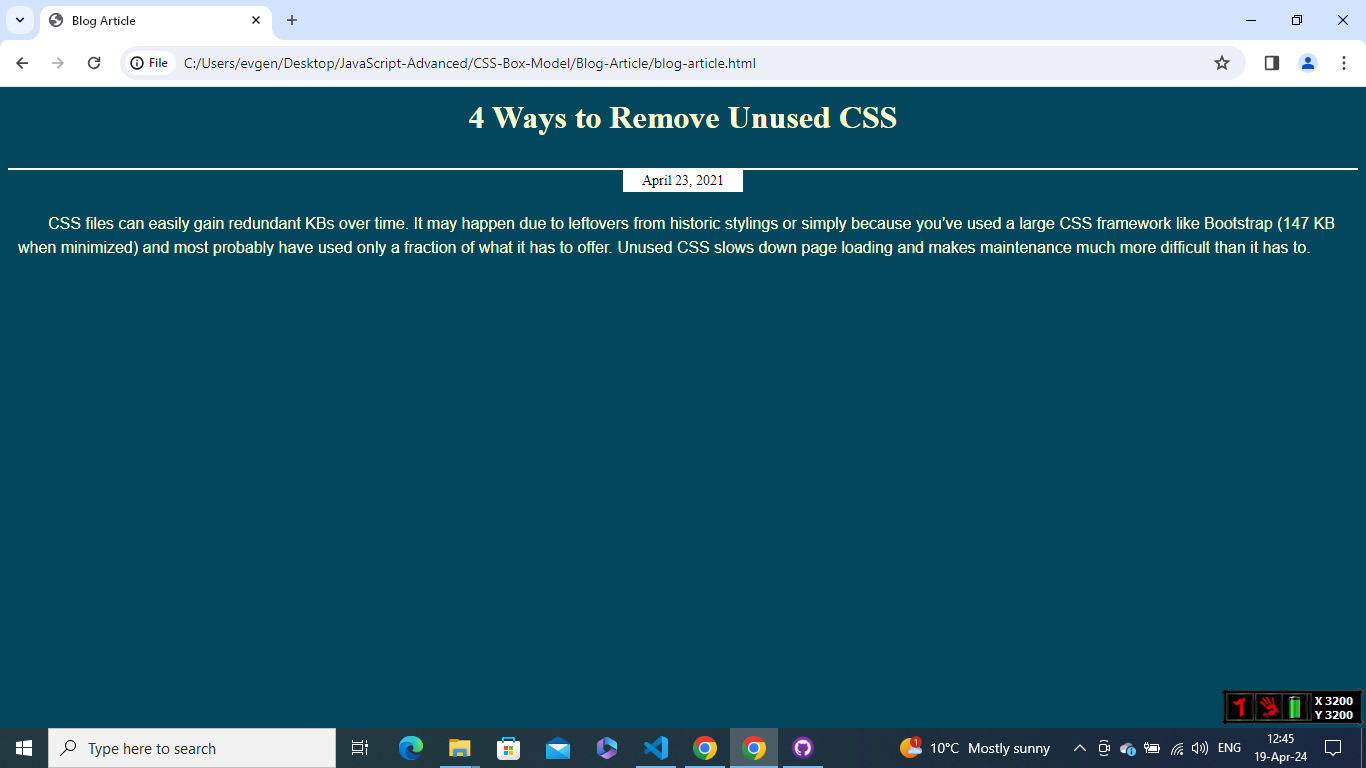 Blog Article
File
C:/Users/evgen/Desktop/JavaScript-Advanced/CSS-Box-Model/Blog-Article/blog-article.html
4 Ways to Remove Unused CSS
April 23, 2021
CSS files can easily gain redundant KBs over time. It may happen due to leftovers from historic stylings or simply because you’ve used a large CSS framework like Bootstrap (147 KB
when minimized) and most probably have used only a fraction of what it has to offer. Unused CSS slows down page loading and makes maintenance much more difficult than it has to.
X 3200
Y 3200
Type here to search
1
10°C Mostly sunny
ENG
12:45
19-Apr-24